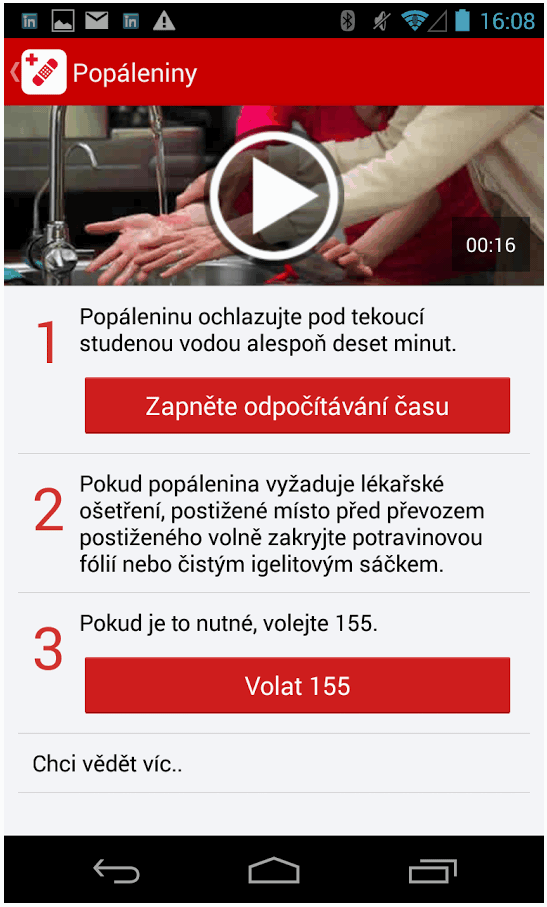 in
in
16:08
Popáleniny
00:16
1
Popáleninu ochlazujte pod tekoucí
studenou vodou alespoň deset minut.
Zapněte odpočítávání času
2
Pokud popálenina vyžaduje lékařské
ošetření, postižené místo před převozem
postiženého volně zakryjte potravinovou
fólií nebo čistým igelitovým sáčkem.
3
Pokud je to nutné, volejte 155.
Volat 155
Chci vědět víc..